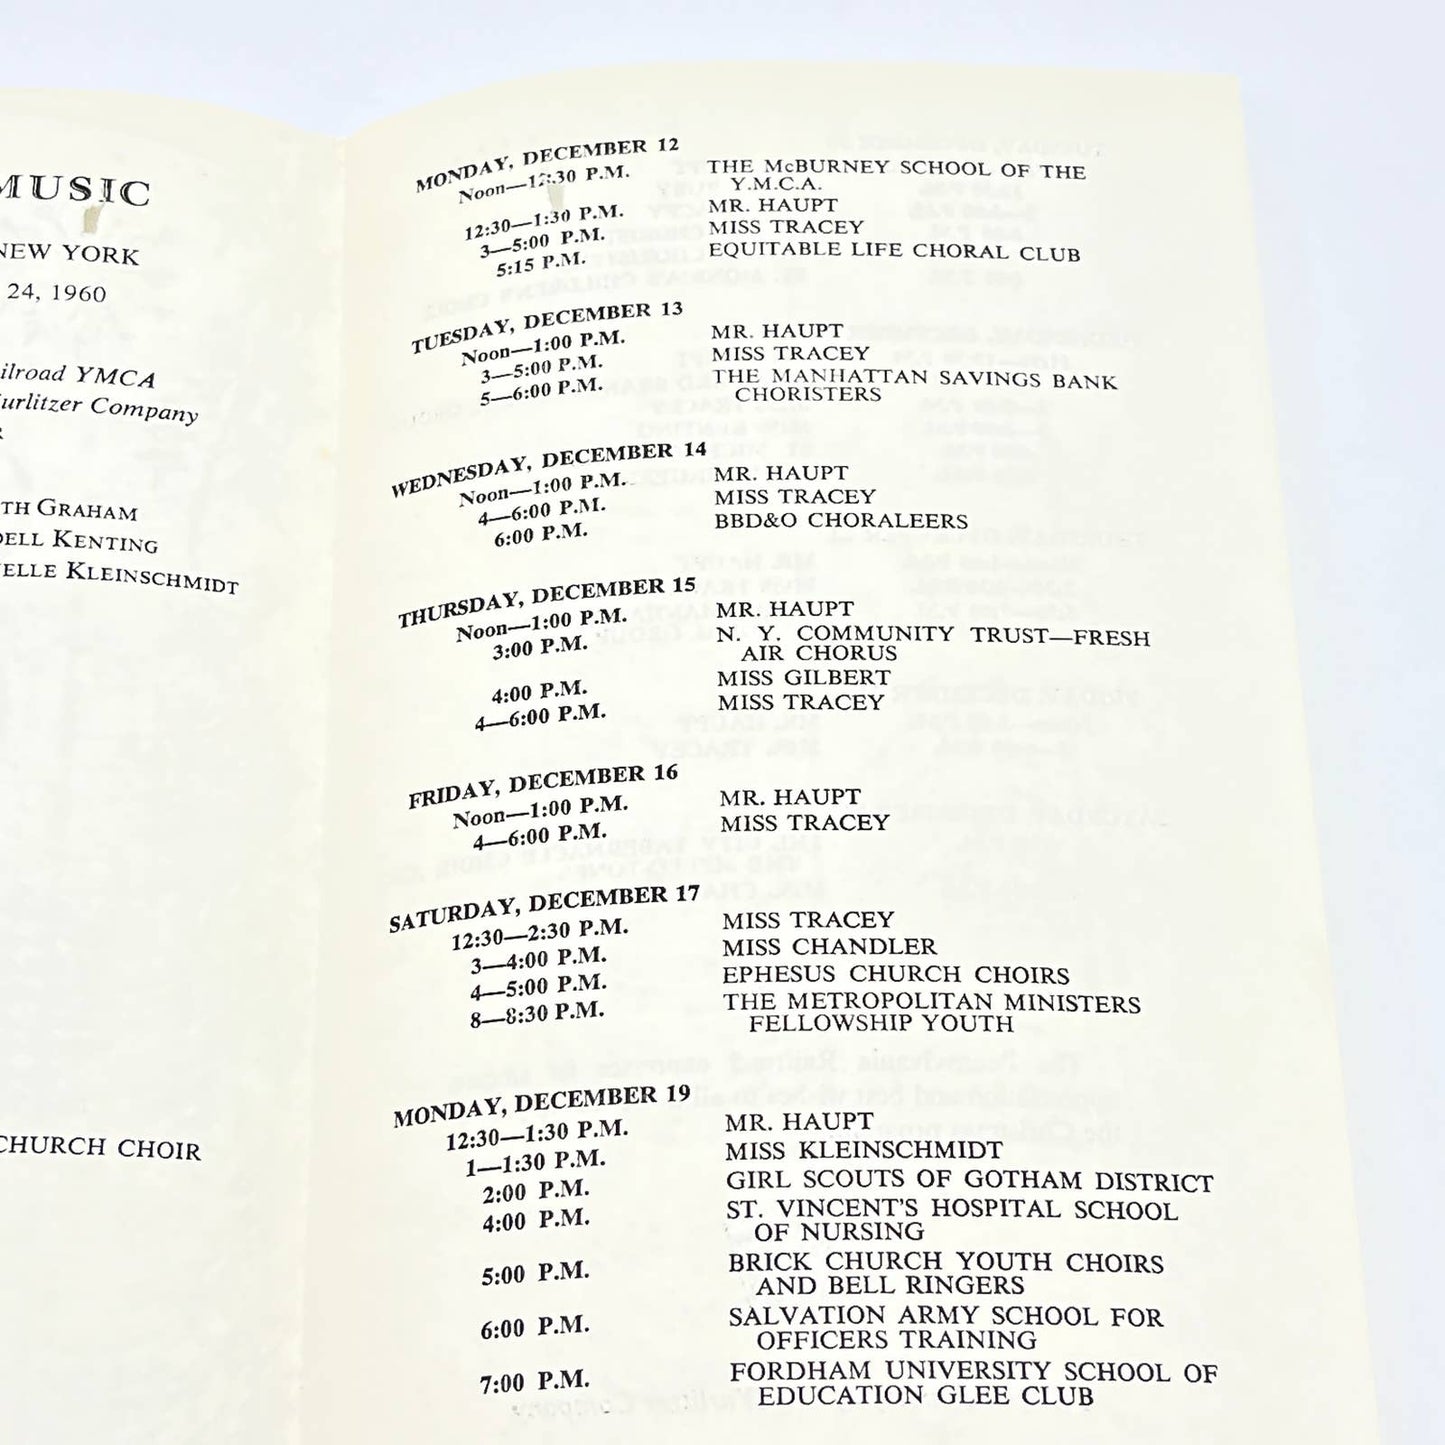 MUSIC
NEW YORK
24, 1960
YMCA
Company
GRAHAM
KENTING
KLEINSCHMIDT
CHURCH CHOIR
MONDAY, DECEMBER 12
Noon—12:30 P.M. THE McBURNEY SCHOOL OF THE
Y.M.C.A.
12:30—1:30 P.M. MR. HAUPT
3—5:00 P.M. MISS TRACEY
5:15 P.M. EQUITABLE LIFE CHORAL CLUB
TUESDAY, DECEMBER 13
Noon—1:00 P.M. MR. HAUPT
3—5:00 P.M. MISS TRACEY
5—6:00 P.M. THE MANHATTAN SAVINGS BANK
CHORISTERS
WEDNESDAY, DECEMBER 14
Noon—1:00 P.M. MR. HAUPT
4—6:00 P.M. MISS TRACEY
6:00 P.M. BBD&O CHORALEERS
THURSDAY, DECEMBER 15
Noon—1:00 P.M. MR. HAUPT
3:00 P.M. N. Y. COMMUNITY TRUST—FRESH
AIR CHORUS
4:00 P.M. MISS GILBERT
4—6:00 P.M. MISS TRACEY
FRIDAY, DECEMBER 16
Noon—1:00 P.M. MR. HAUPT
4—6:00 P.M. MISS TRACEY
SATURDAY, DECEMBER 17
12:30—2:30 P.M. MISS TRACEY
3—4:00 P.M. MISS CHANDLER
4—5:00 P.M. EPHESUS CHURCH CHOIRS
8—8:30 P.M. THE METROPOLITAN MINISTERS
FELLOWSHIP YOUTH
MONDAY, DECEMBER 19
12:30—1:30 P.M. MR. HAUPT
1—1:30 P.M. MISS KLEINSCHMIDT
2:00 P.M. GIRL SCOUTS OF GOTHAM DISTRICT
4:00 P.M. ST. VINCENT'S HOSPITAL SCHOOL
OF NURSING
5:00 P.M. BRICK CHURCH YOUTH CHOIRS
AND BELL RINGERS
6:00 P.M. SALVATION ARMY SCHOOL FOR
OFFICERS TRAINING
7:00 P.M. FORDHAM UNIVERSITY SCHOOL OF
EDUCATION GLEE CLUB